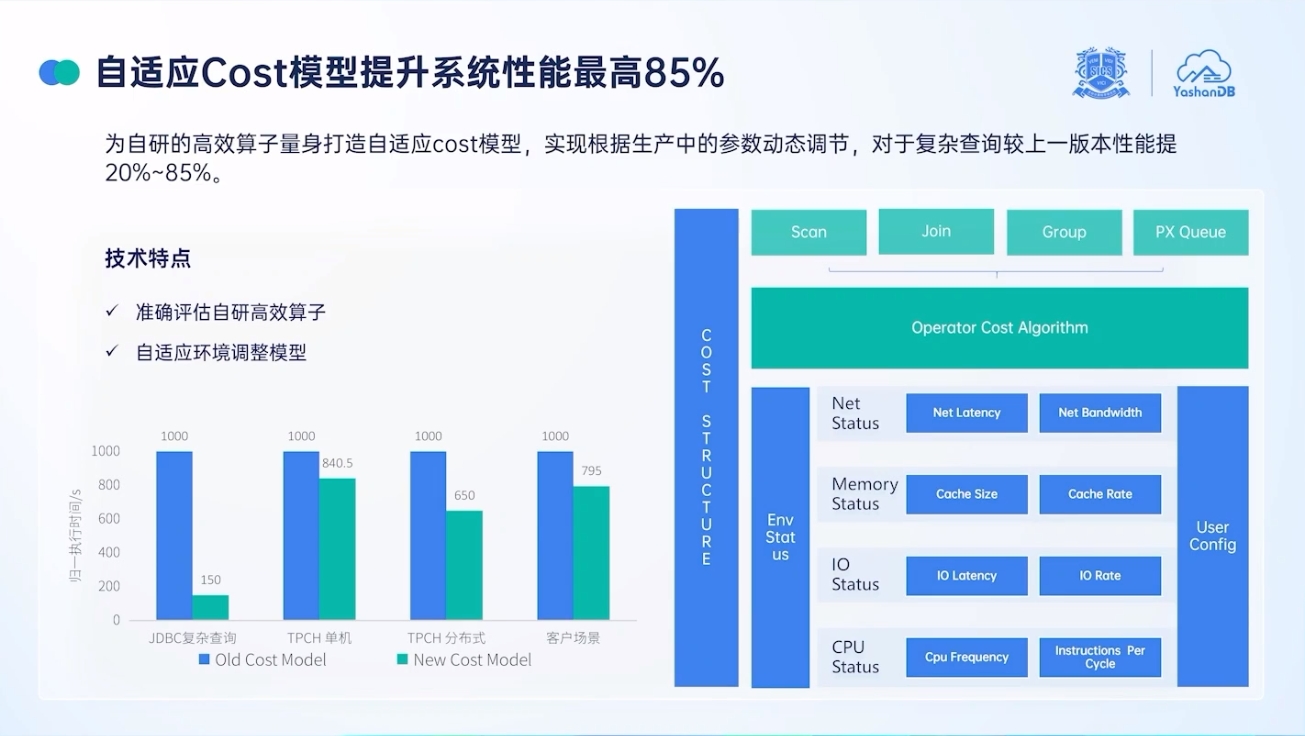 自适应Cost模型提升系统性能最高85%
SICS
YashanDB
为自研的高效算子量身打造自适应cost模型，实现根据生产中的参数动态调节，对于复杂查询较上一版本性能提
20%~85%。
技术特点
✓ 准确评估自研高效算子
✓ 自适应环境调整模型
归一执行时间/s
1000
800
600
400
200
0
1000
150
1000
840.5
1000
650
1000
795
JDBC复杂查询
TPCH 单机
TPCH 分布式
客户场景
Old Cost Model
New Cost Model
COST STRUCTURE
Scan
Join
Group
PX Queue
Operator Cost Algorithm
Env
Stat
us
Net
Status
Net Latency
Net Bandwidth
Memory
Status
Cache Size
Cache Rate
IO
Status
IO Latency
IO Rate
CPU
Status
Cpu Frequency
Instructions Per
Cycle
User
Config